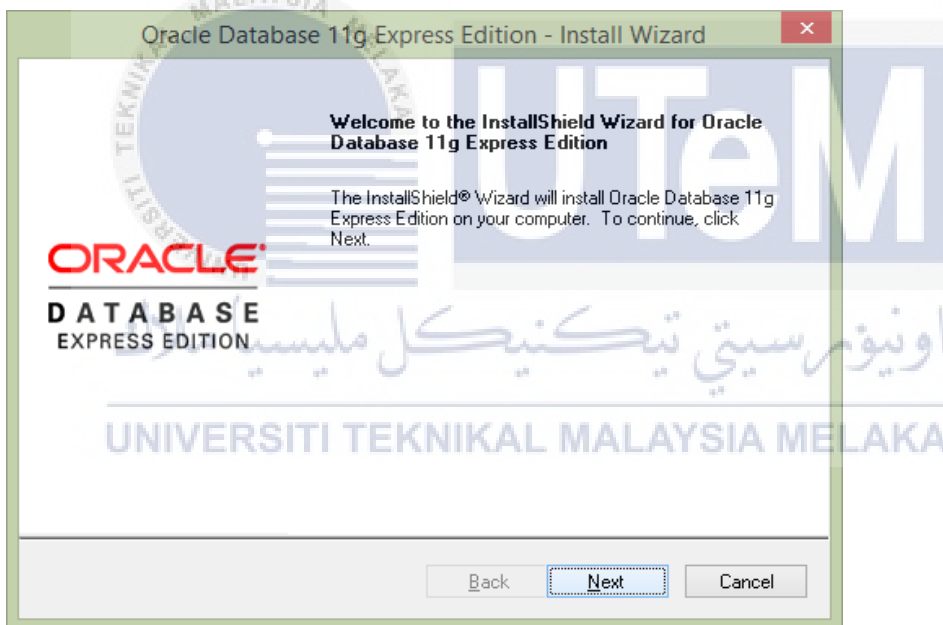 Oracle Database 11g Express Edition - Install Wizard
Welcome to the InstallShield Wizard for Oracle
Database 11g Express Edition
The InstallShield® Wizard will install Oracle Database 11g
Express Edition on your computer. To continue, click
Next.
ORACLE
DATABASE
EXPRESS EDITION
UTeM
اونيۏرسيتي تيكنيكل مليسيا ملاك
UNIVERSITI TEKNIKAL MALAYSIA MELAKA
Back
Next
Cancel